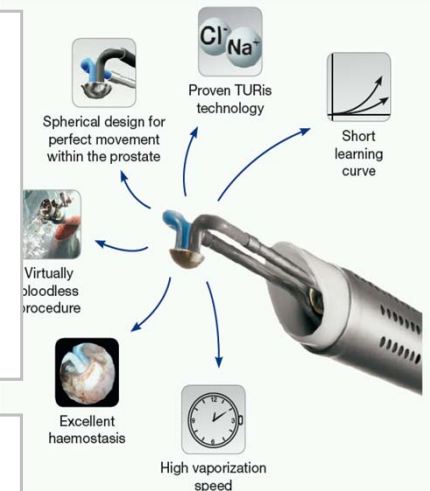 Cl⁻ Na⁺
Proven TURis
technology
Spherical design for
perfect movement
within the prostate
Short
learning
curve
Virtually
bloodless
procedure
Excellent
haemostasis
High vaporization
speed